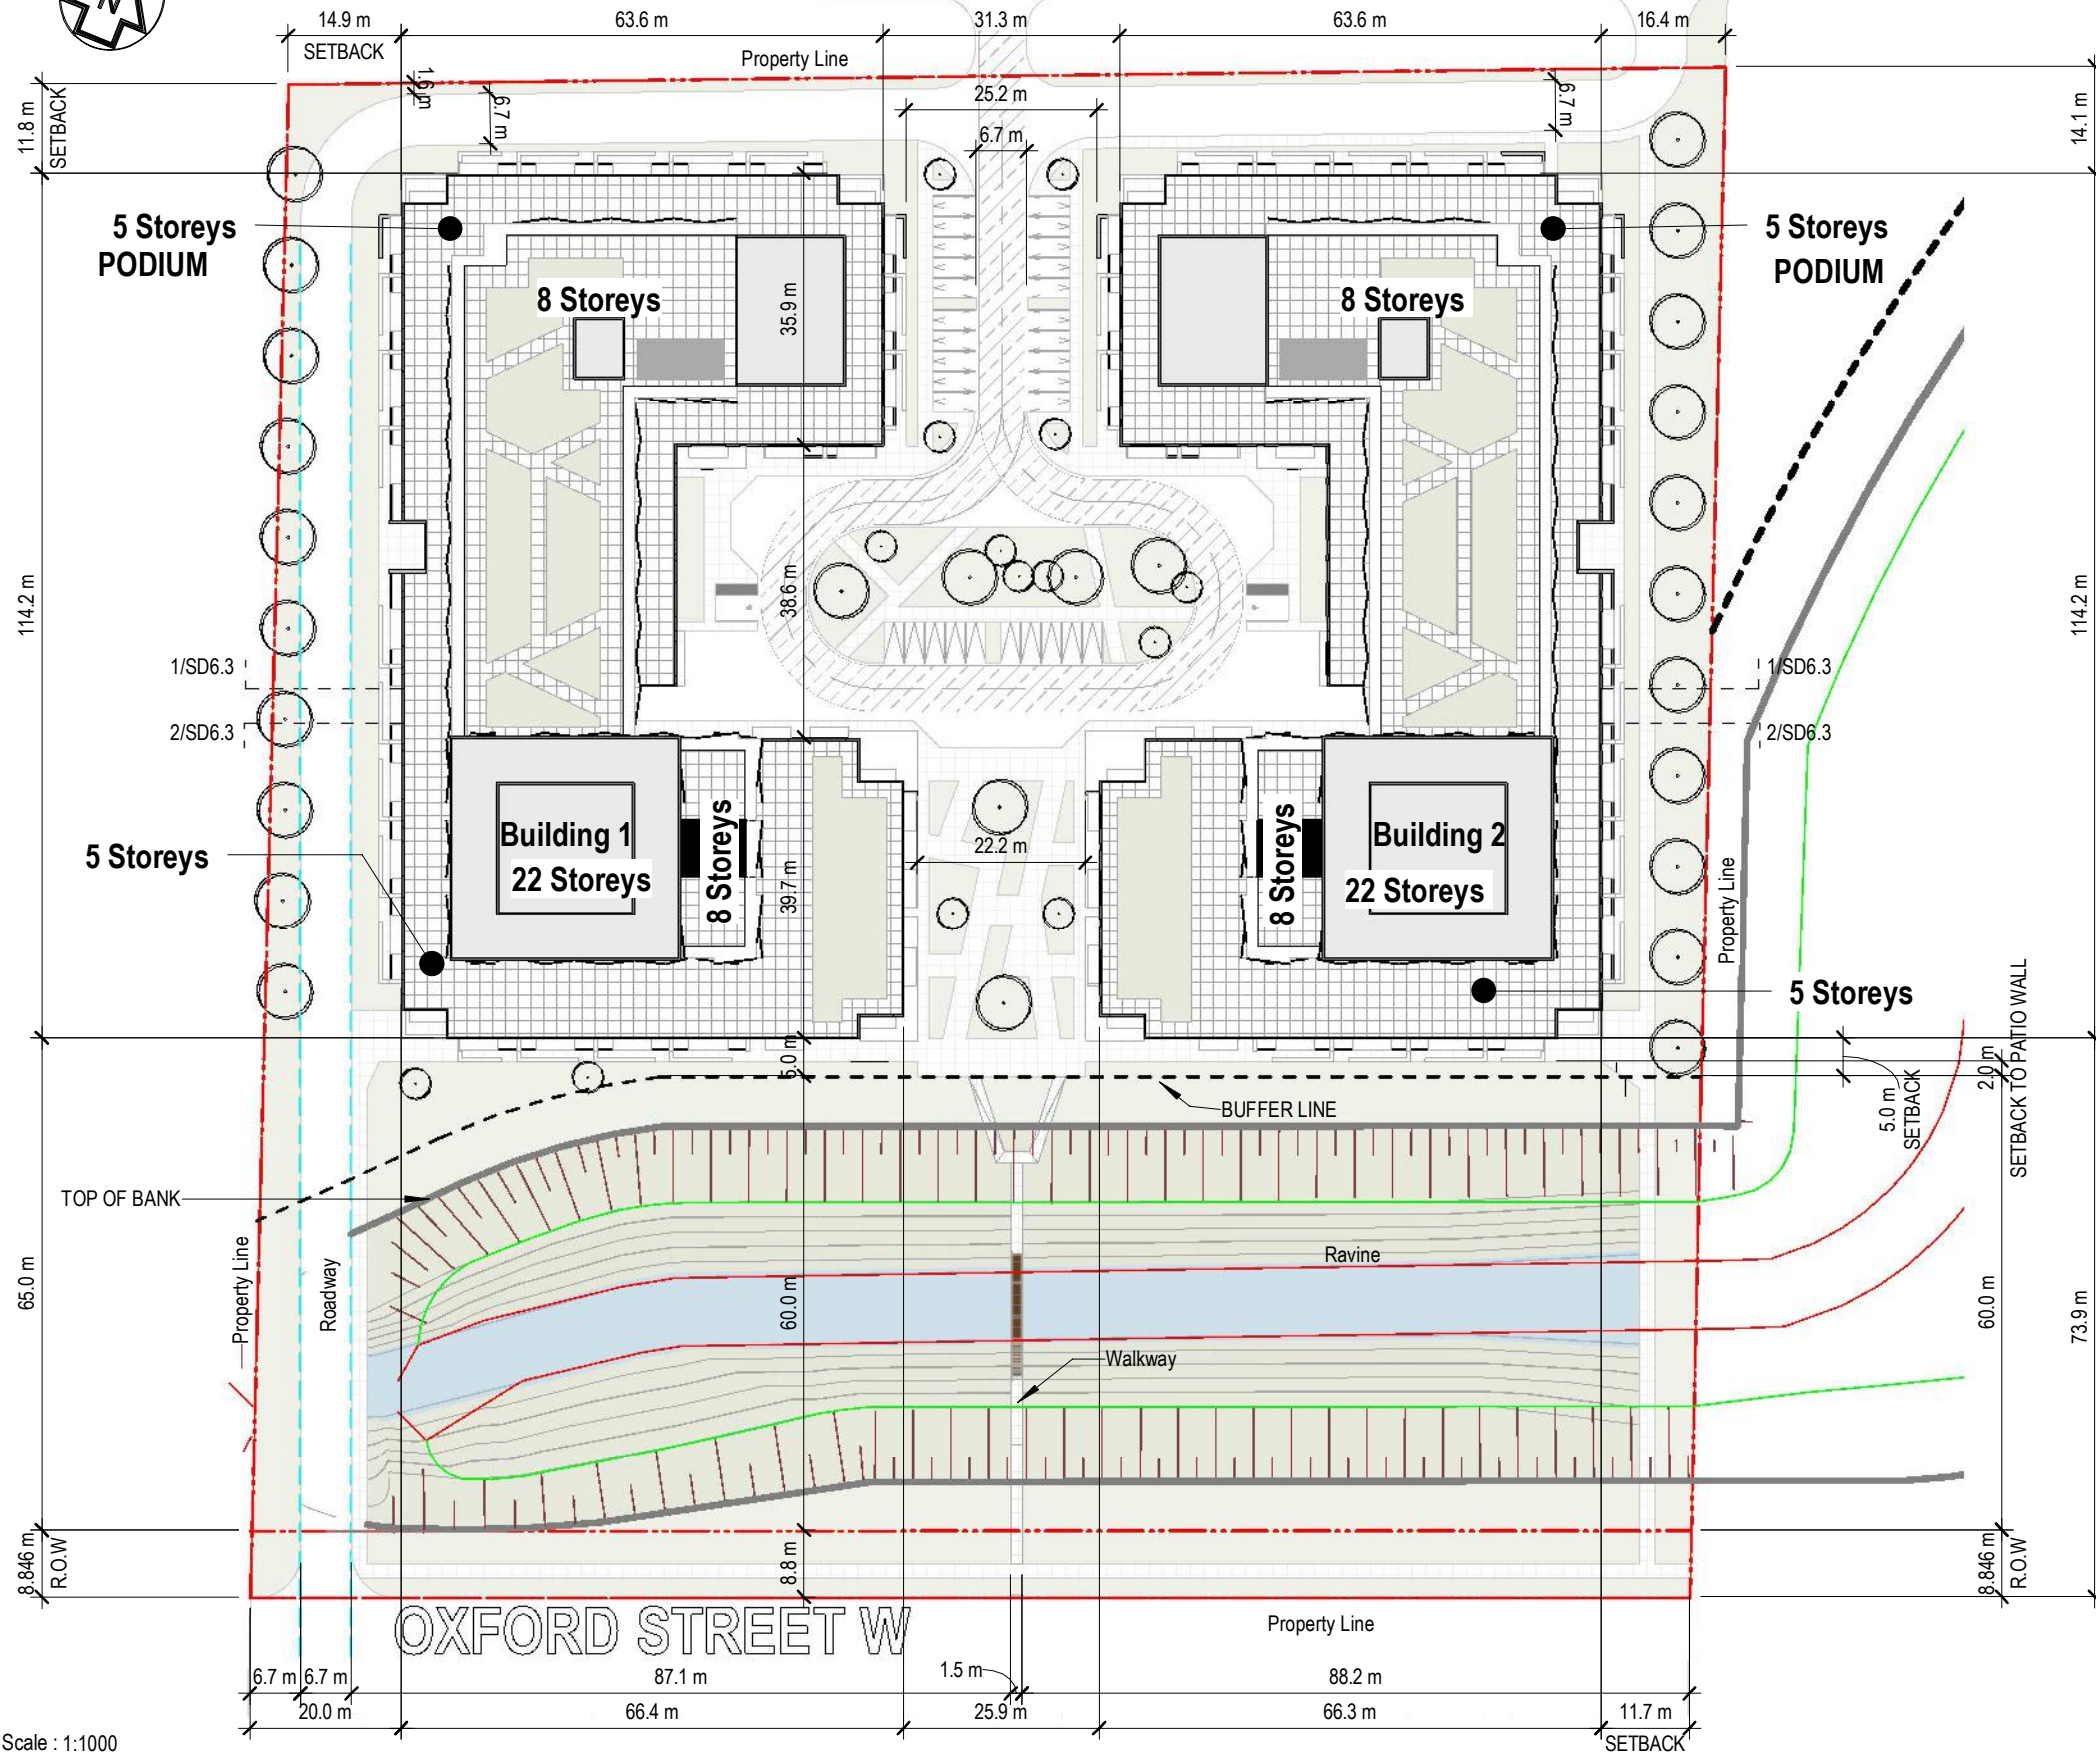 N
14.9 m
63.6 m
31.3 m
63.6 m
16.4 m
SETBACK
Property Line
11.8 m
SETBACK
1.6 m
6.7 m
25.2 m
6.7 m
6.7 m
14.1 m
5 Storeys
PODIUM
5 Storeys
PODIUM
8 Storeys
8 Storeys
35.9 m
114.2 m
38.6 m
114.2 m
1/SD6.3
1/SD6.3
2/SD6.3
2/SD6.3
Building 1
22 Storeys
8 Storeys
8 Storeys
Building 2
22 Storeys
5 Storeys
22.2 m
39.7 m
Property Line
5 Storeys
5.0 m
2.0 m
SETBACK TO PATIO WALL
5.0 m
SETBACK
BUFFER LINE
TOP OF BANK
Property Line
Roadway
Ravine
65.0 m
60.0 m
60.0 m
73.9 m
Walkway
8.846 m
R.O.W
8.8 m
8.846 m
R.O.W
OXFORD STREET W
Property Line
6.7 m
6.7 m
87.1 m
1.5 m
88.2 m
20.0 m
66.4 m
25.9 m
66.3 m
11.7 m
SETBACK
Scale : 1:1000